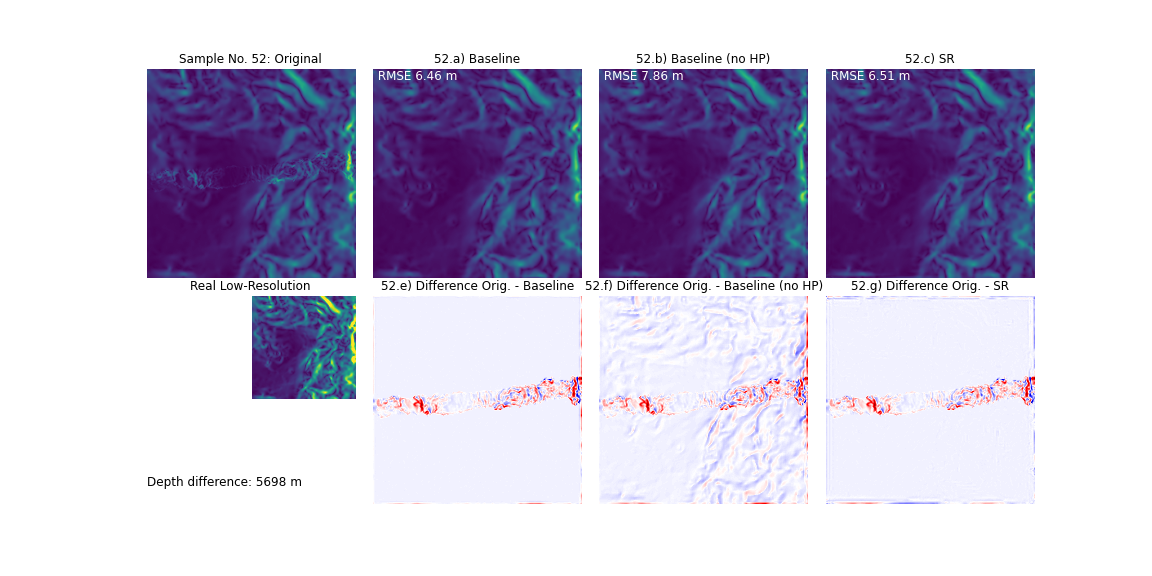 Sample No. 52: Original
52.a) Baseline
52.b) Baseline (no HP)
52.c) SR
RMSE 6.46 m
RMSE 7.86 m
RMSE 6.51 m
Real Low-Resolution
52.e) Difference Orig. - Baseline
52.f) Difference Orig. - Baseline (no HP)
52.g) Difference Orig. - SR
Depth difference: 5698 m